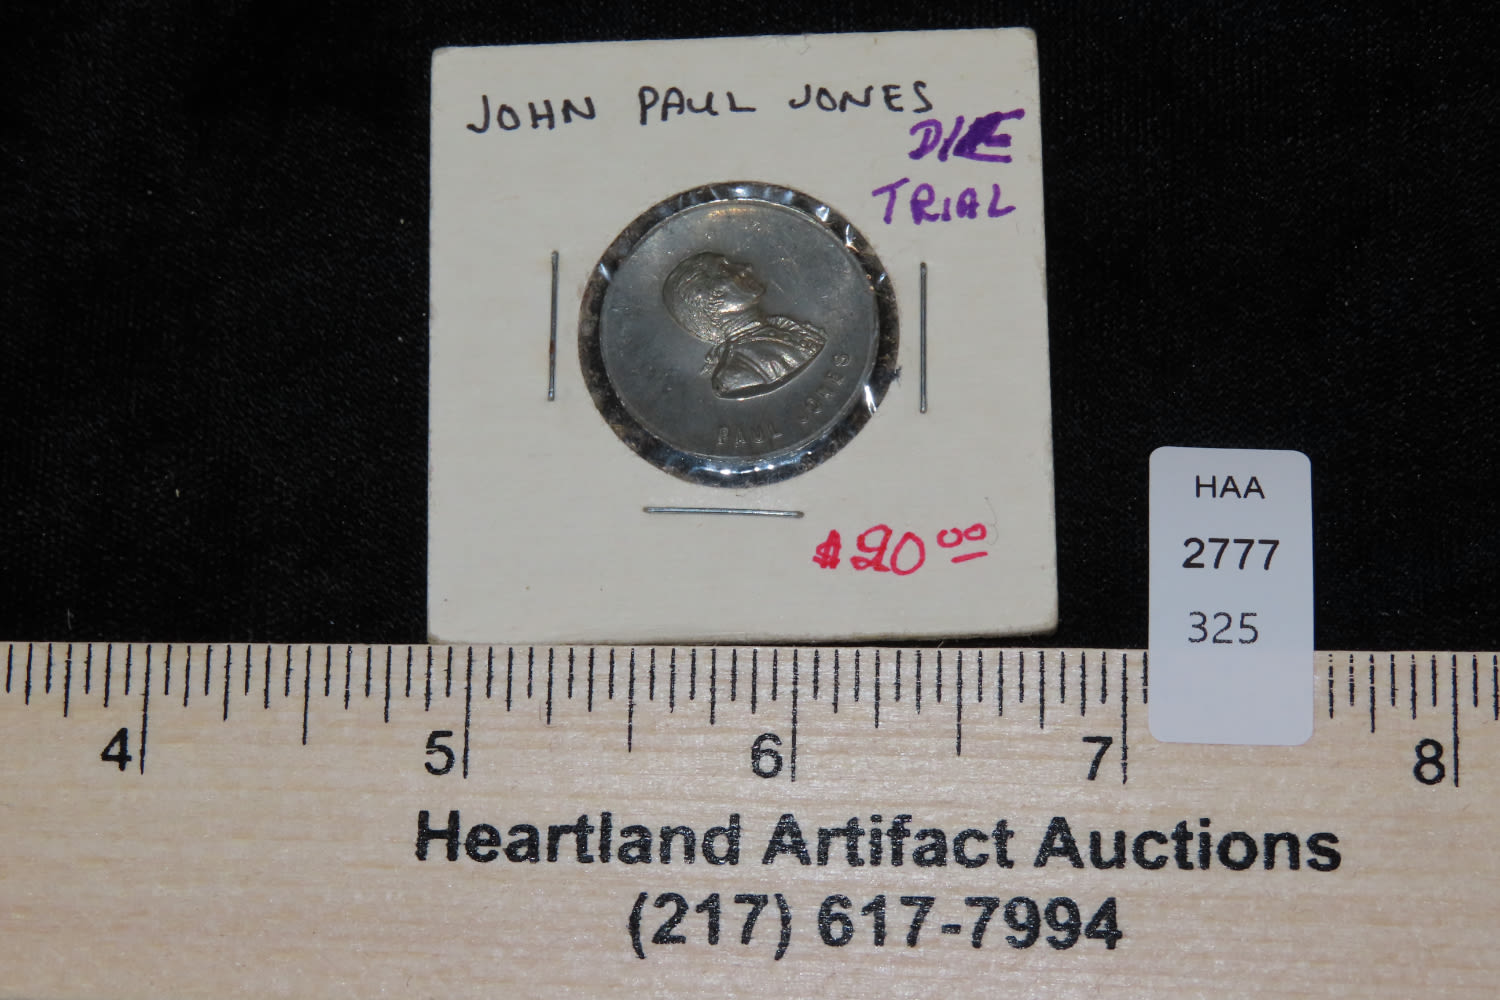 JOHN PAUL JONES
DIE
TRIAL
PAUL JONES
$20.00
HAA
2777
325
4 5 6 7 8
Heartland Artifact Auctions
(217) 617-7994